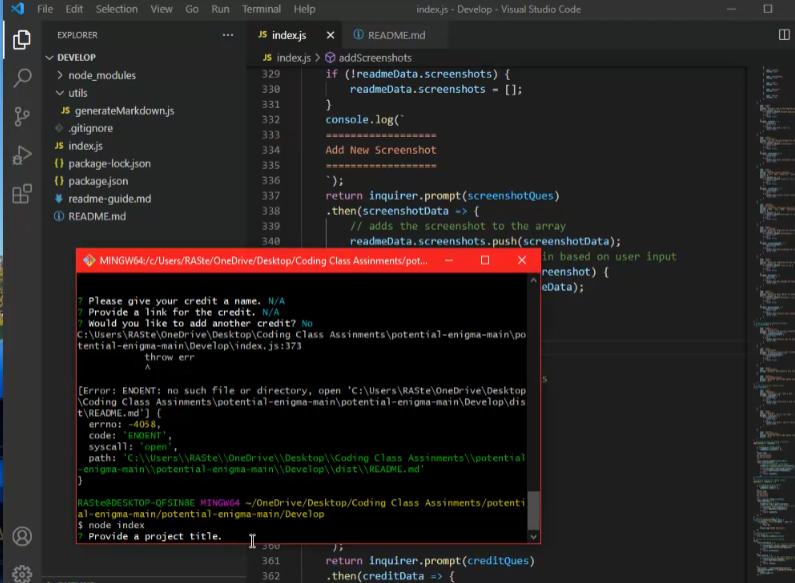 File Edit Selection View Go Run Terminal Help index.js - Develop - Visual Studio Code
EXPLORER
JS index.js
README.md
DEVELOP
JS index.js > addScreenshots
node_modules
utils
JS generateMarkdown.js
.gitignore
JS index.js
{} package-lock.json
{} package.json
readme-guide.md
README.md
329 if (!readmeData.screenshots) {
330 readmeData.screenshots = [];
331 }
332 console.log(`
333 ==================
334 Add New Screenshot
335 ==================
336 `);
337 return inquirer.prompt(screenshotQues)
338 .then(screenshotData => {
339 // adds the screenshot to the array
340 readmeData.screenshots.push(screenshotData);
in based on user input
eenshot) {
eData);
MINGW64:/c/Users/RASte/OneDrive/Desktop/Coding Class Assinments/pot...
? Please give your credit a name. N/A
? Provide a link for the credit. N/A
? Would you like to add another credit? No
C:\Users\RASte\OneDrive\Desktop\Coding Class Assinments\potential-enigma-main\po
tential-enigma-main\Develop\index.js:373
throw err
^
[Error: ENOENT: no such file or directory, open 'C:\Users\RASte\OneDrive\Desktop
\Coding Class Assinments\potential-enigma-main\potential-enigma-main\Develop\dis
t\README.md'] {
errno: -4058,
code: 'ENOENT',
syscall: 'open',
path: 'C:\\Users\\RASte\\OneDrive\\Desktop\\Coding Class Assinments\\potential
-enigma-main\\potential-enigma-main\\Develop\\dist\\README.md'
}
RASte@DESKTOP-QFSIN8E MINGW64 ~/OneDrive/Desktop/Coding Class Assinments/potenti
al-enigma-main/potential-enigma-main/Develop
$ node index
? Provide a project title.
360 `);
361 return inquirer.prompt(creditQues)
362 .then(creditData => {